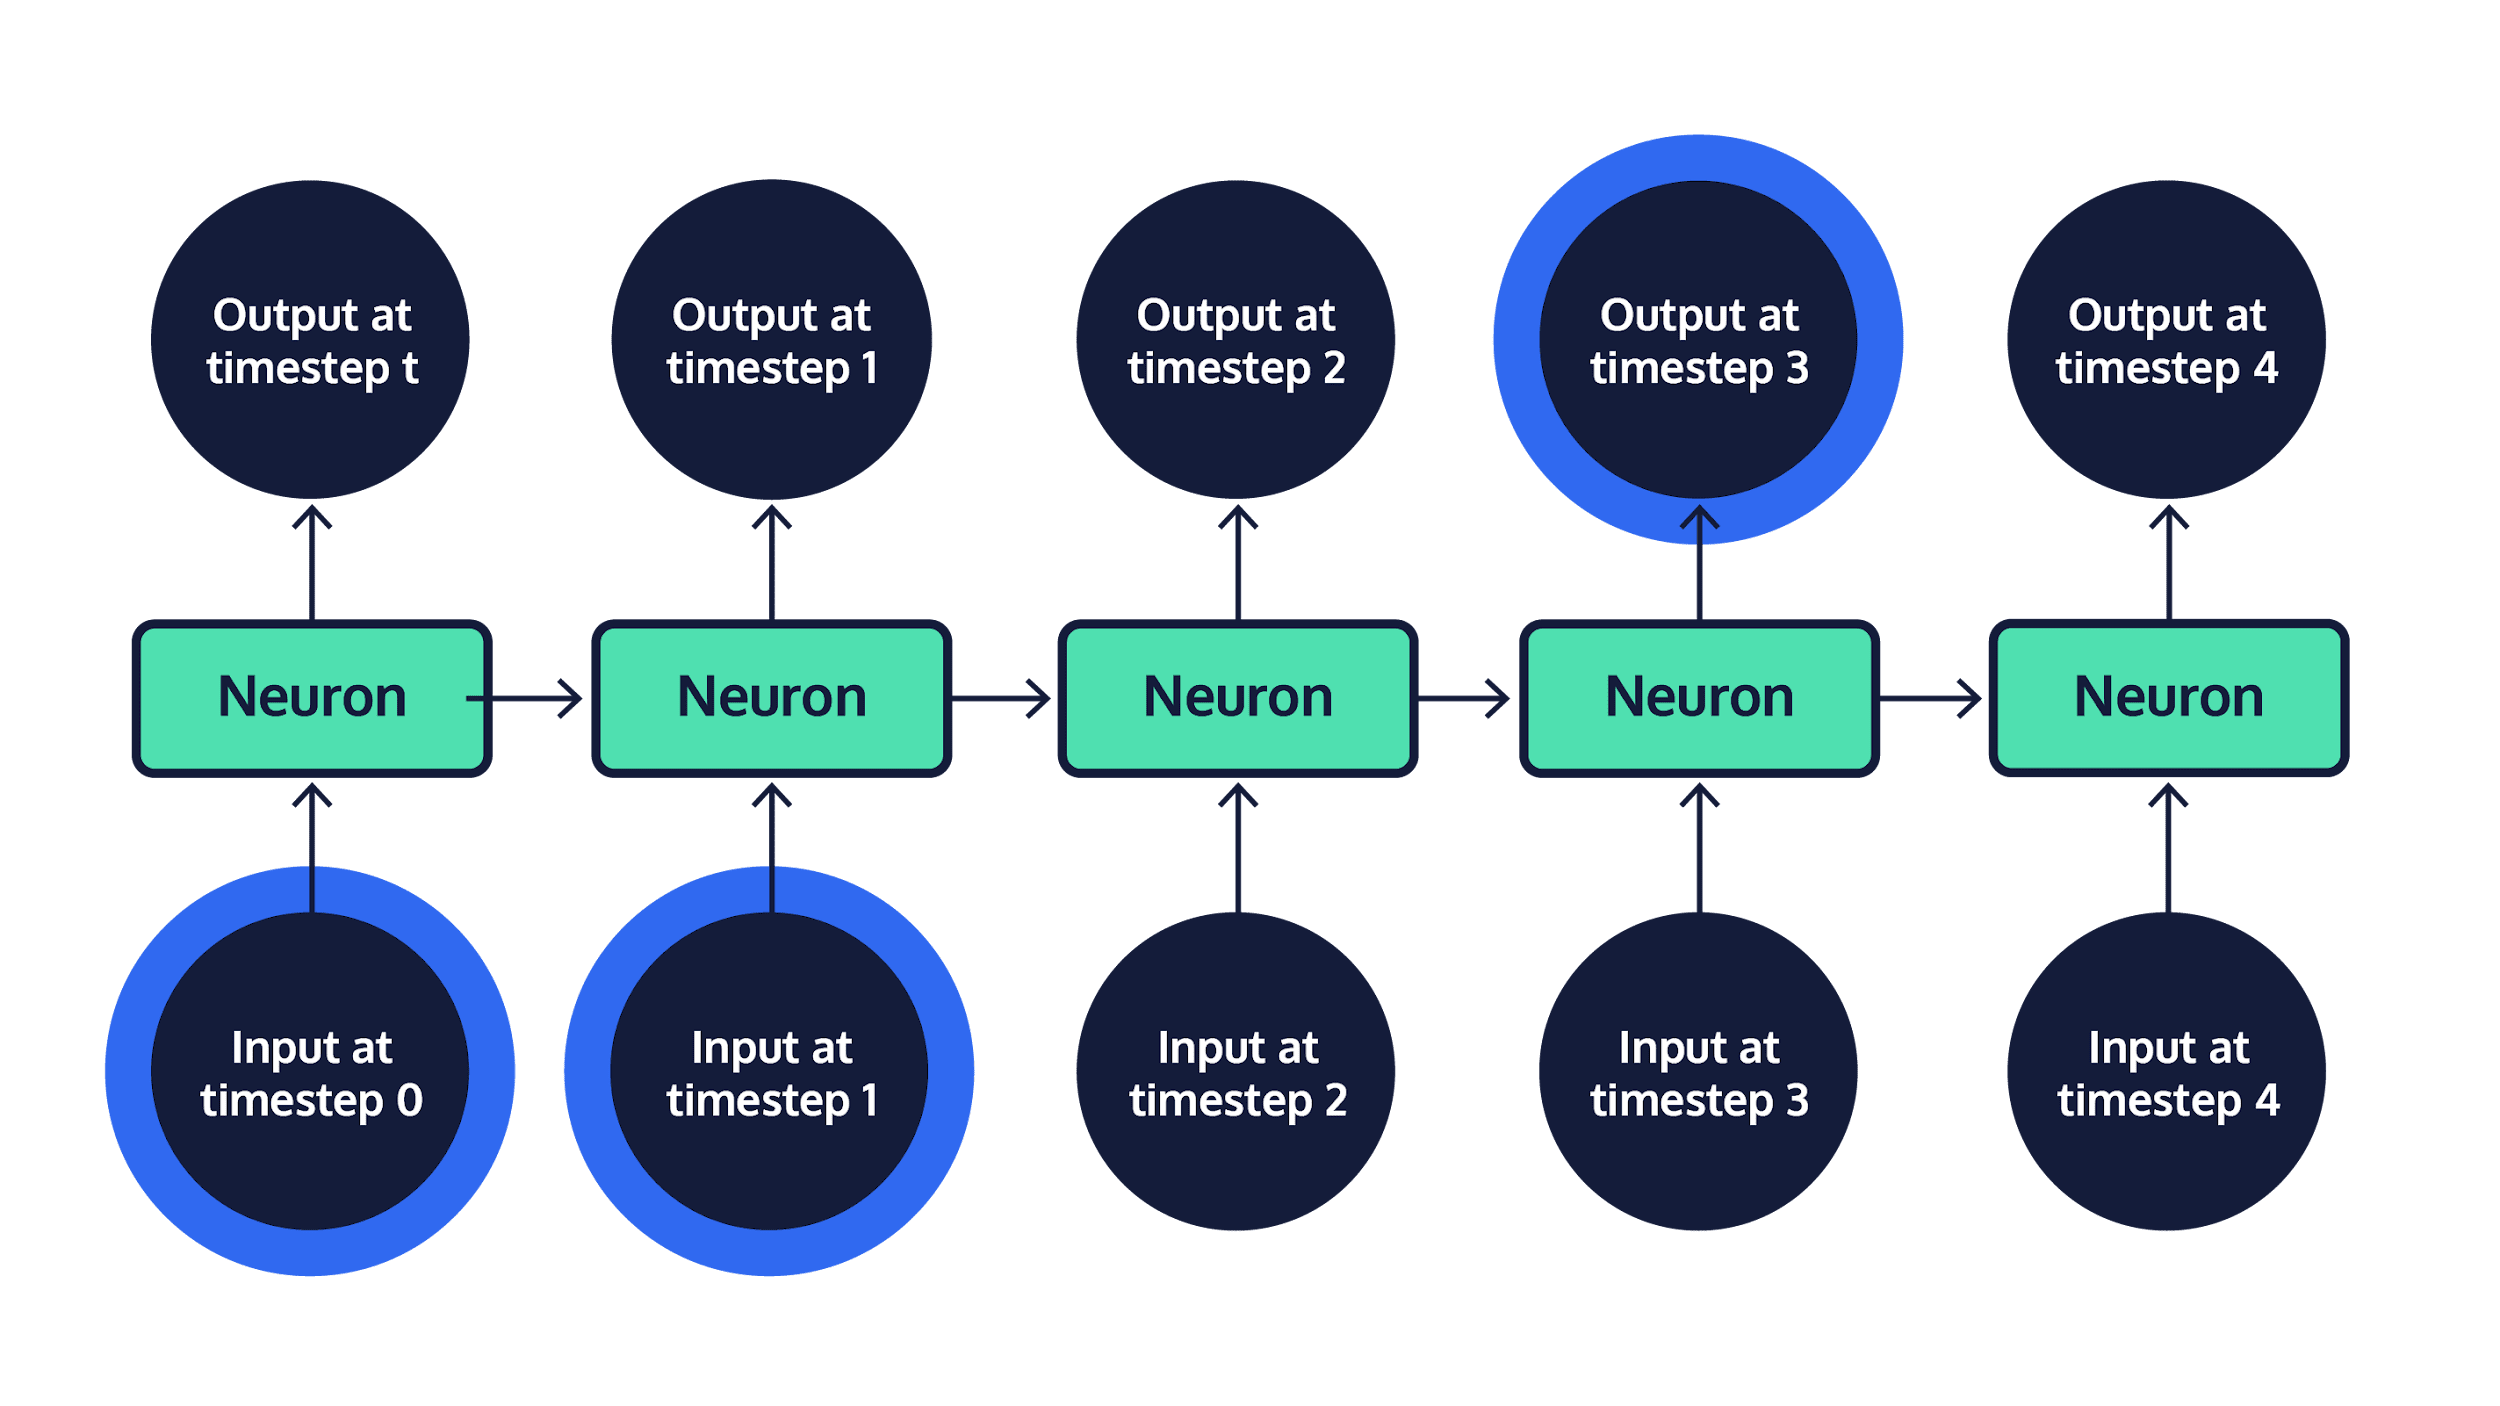 Output at
timestep t
Output at
timestep 1
Output at
timestep 2
Output at
timestep 3
Output at
timestep 4
Neuron
Neuron
Neuron
Neuron
Neuron
Input at
timestep 0
Input at
timestep 1
Input at
timestep 2
Input at
timestep 3
Input at
timestep 4